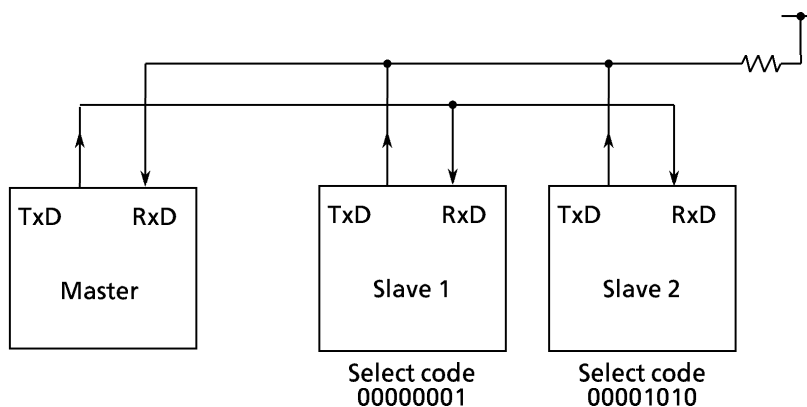 TxD RxD
Master
TxD RxD
Slave 1
Select code
00000001
TxD RxD
Slave 2
Select code
00001010